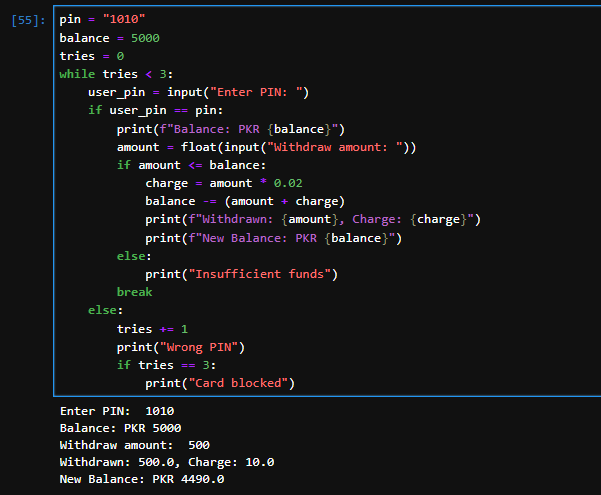 [55]: pin = "1010"
balance = 5000
tries = 0
while tries < 3:
    user_pin = input("Enter PIN: ")
    if user_pin == pin:
        print(f"Balance: PKR {balance}")
        amount = float(input("Withdraw amount: "))
        if amount <= balance:
            charge = amount * 0.02
            balance -= (amount + charge)
            print(f"Withdrawn: {amount}, Charge: {charge}")
            print(f"New Balance: PKR {balance}")
        else:
            print("Insufficient funds")
        break
    else:
        tries += 1
        print("Wrong PIN")
        if tries == 3:
            print("Card blocked")
Enter PIN:  1010
Balance: PKR 5000
Withdraw amount:  500
Withdrawn: 500.0, Charge: 10.0
New Balance: PKR 4490.0